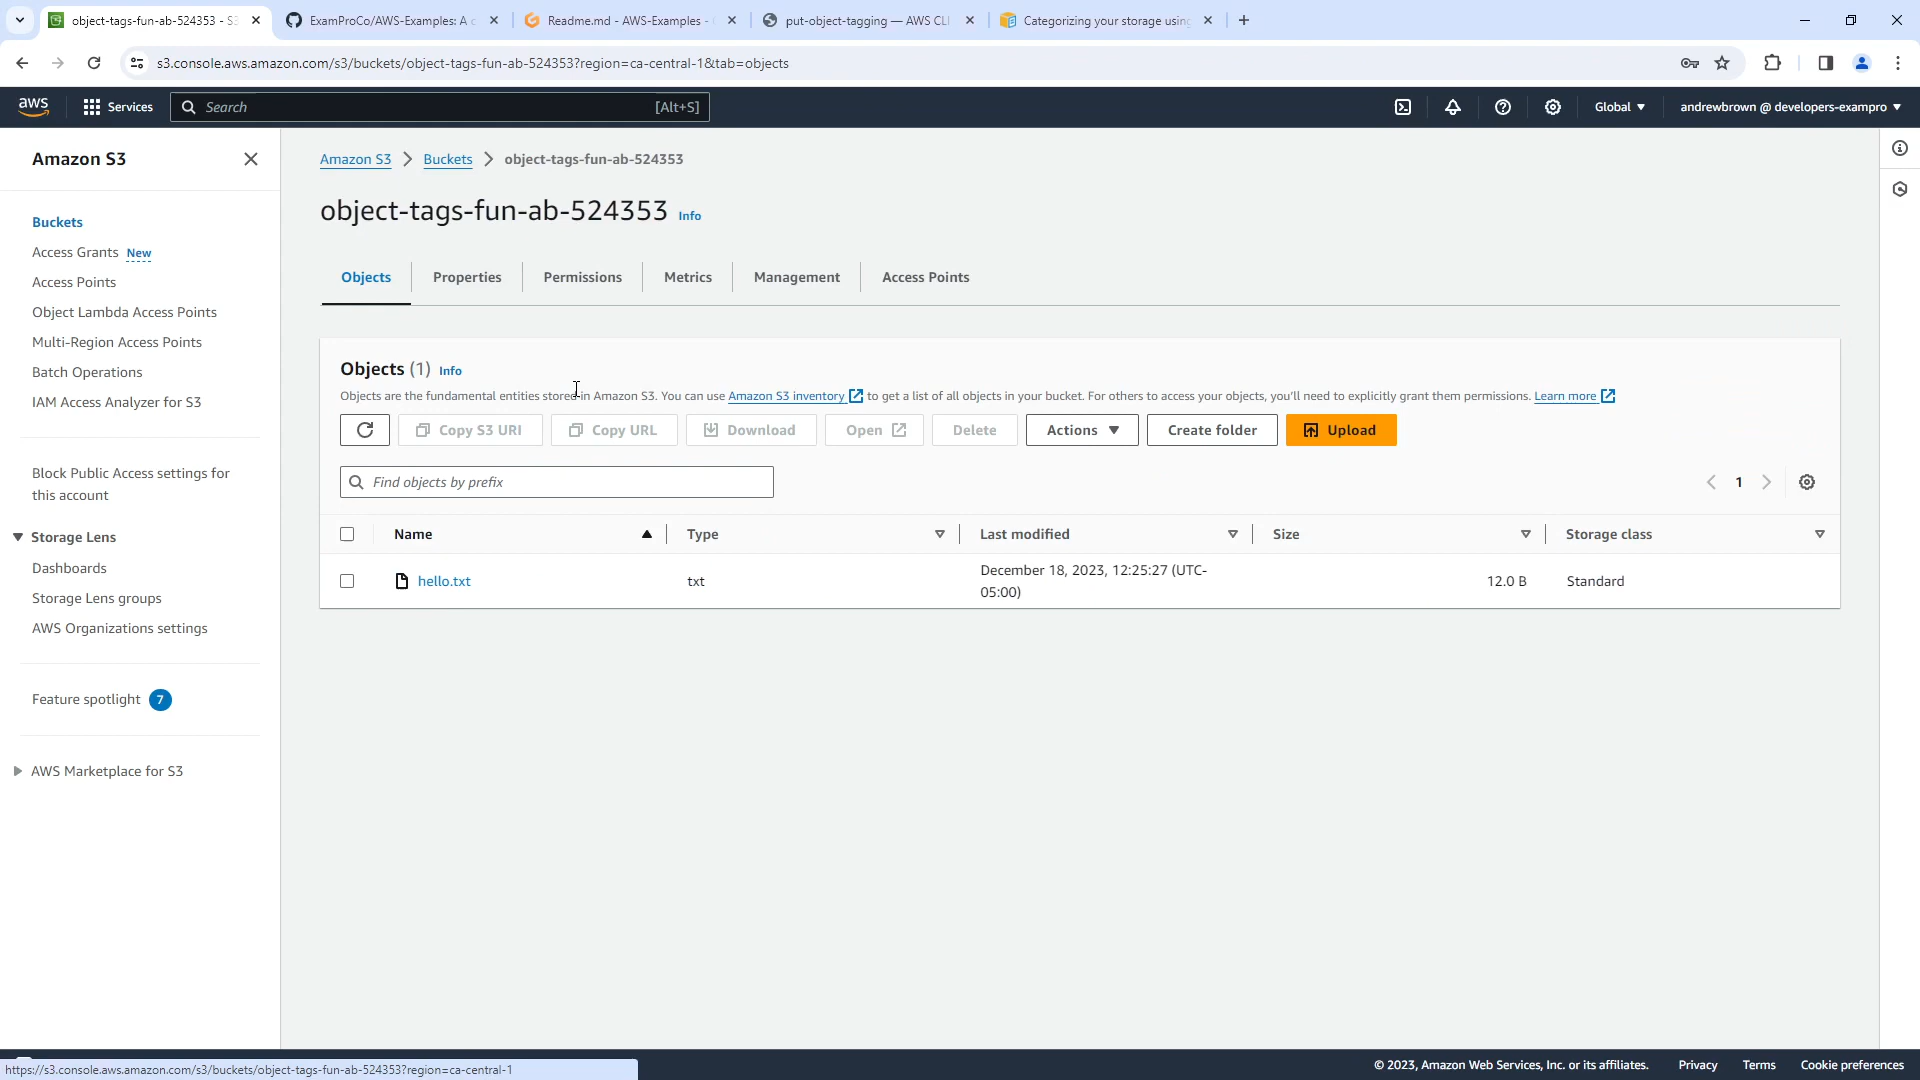 object-tags-fun-ab-524353 - S3
ExamProCo/AWS-Examples: A c
Readme.md - AWS-Examples -
put-object-tagging — AWS CLI
Categorizing your storage using
s3.console.aws.amazon.com/s3/buckets/object-tags-fun-ab-524353?region=ca-central-1&tab=objects
aws
Services
Search
[Alt+S]
Global
andrewbrown @ developers-exampro
Amazon S3
Buckets
Access Grants New
Access Points
Object Lambda Access Points
Multi-Region Access Points
Batch Operations
IAM Access Analyzer for S3
Block Public Access settings for
this account
Storage Lens
Dashboards
Storage Lens groups
AWS Organizations settings
Feature spotlight 7
AWS Marketplace for S3
Amazon S3 > Buckets > object-tags-fun-ab-524353
object-tags-fun-ab-524353 Info
Objects
Properties
Permissions
Metrics
Management
Access Points
Objects (1) Info
Objects are the fundamental entities stored in Amazon S3. You can use Amazon S3 inventory to get a list of all objects in your bucket. For others to access your objects, you'll need to explicitly grant them permissions. Learn more
Copy S3 URI
Copy URL
Download
Open
Delete
Actions
Create folder
Upload
Find objects by prefix
1
Name
Type
Last modified
Size
Storage class
hello.txt
txt
December 18, 2023, 12:25:27 (UTC-
05:00)
12.0 B
Standard
https://s3.console.aws.amazon.com/s3/buckets/object-tags-fun-ab-524353?region=ca-central-1
© 2023, Amazon Web Services, Inc. or its affiliates.
Privacy
Terms
Cookie preferences